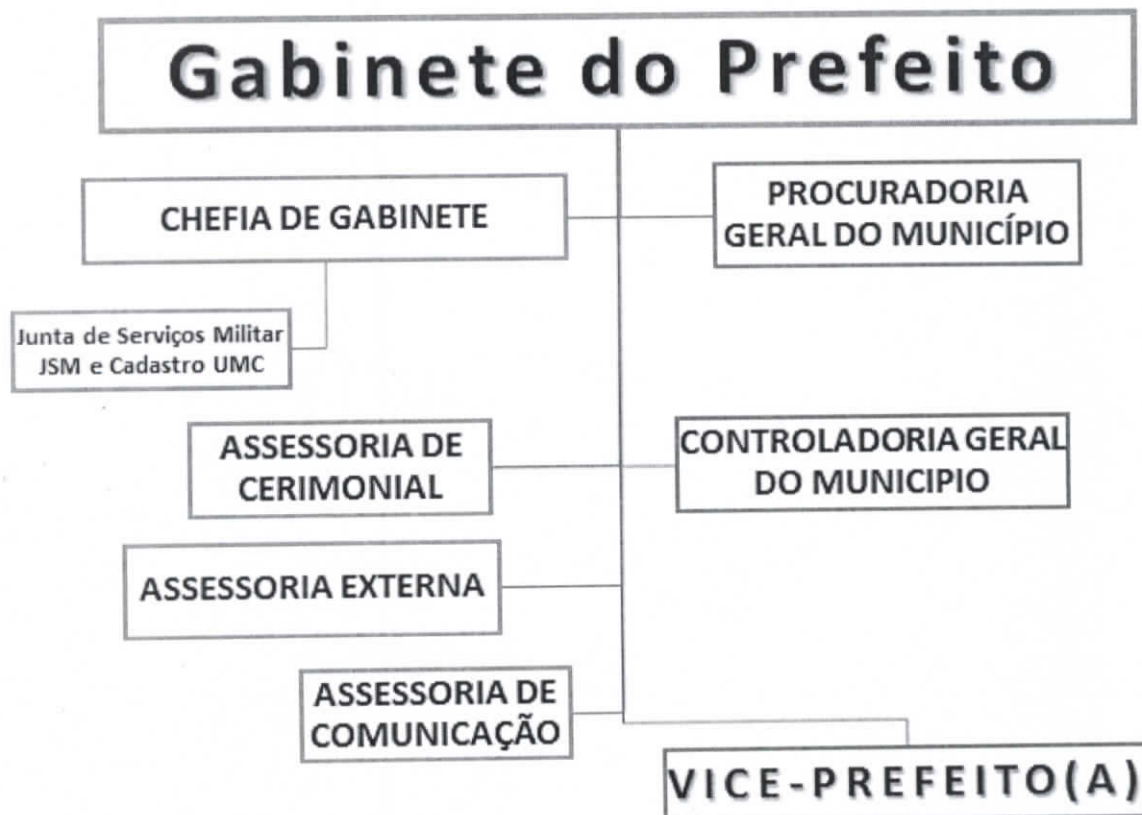 Gabinete do Prefeito
CHEFIA DE GABINETE
PROCURADORIA
GERAL DO MUNICÍPIO
Junta de Serviços Militar
JSM e Cadastro UMC
ASSESSORIA DE
CERIMONIAL
CONTROLADORIA GERAL
DO MUNICIPIO
ASSESSORIA EXTERNA
ASSESSORIA DE
COMUNICAÇÃO
VICE-PREFEITO(A)